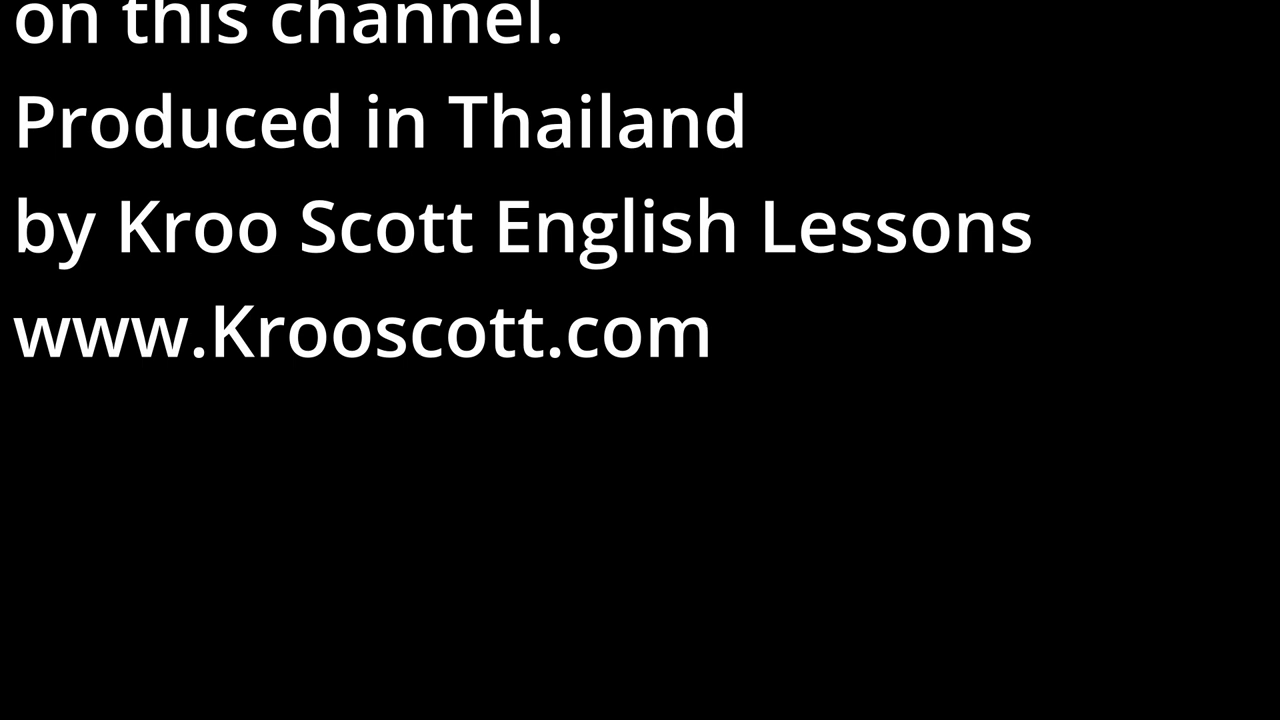 on this channel.
Produced in Thailand
by Kroo Scott English Lessons
www.Krooscott.com